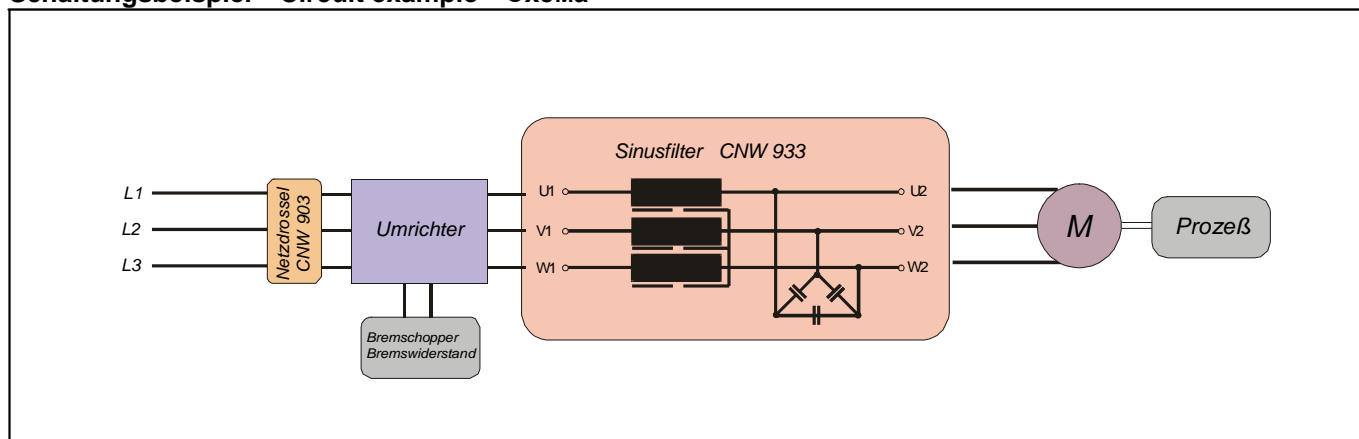 Schaltungsbeispiel Circuit example
Sinusfilter CNW 933
L1
L2
L3
Netzdrossel
CNW 903
Umrichter
U1
V1
W1
U2
V2
W2
M
Prozeß
Bremschopper
Bremswiderstand